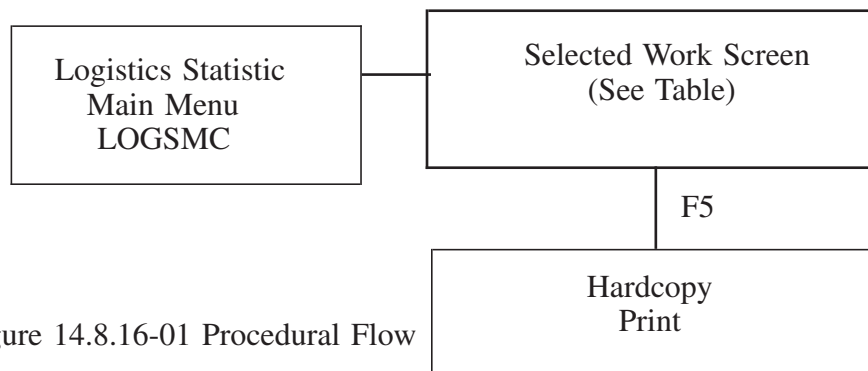 Logistics Statistic
Main Menu
LOGSMC
Selected Work Screen
(See Table)
F5
Hardcopy
Print
gure 14.8.16-01 Procedural Flow